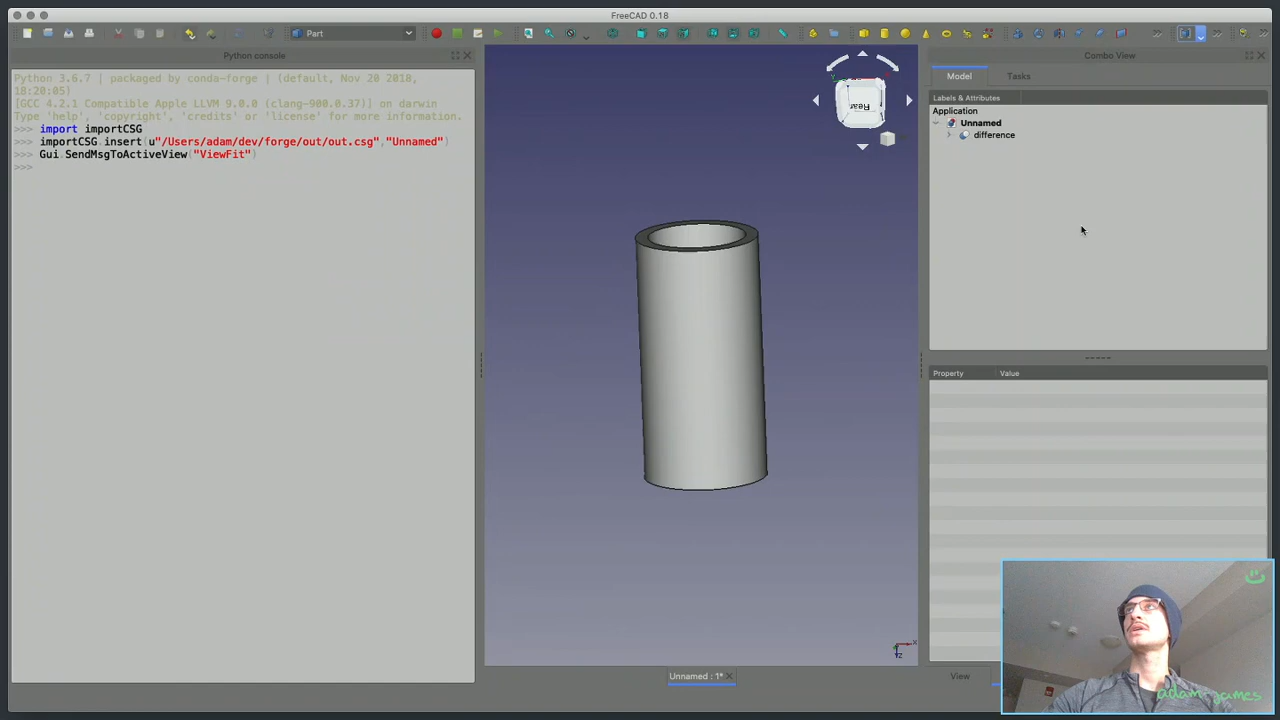 FreeCAD 0.18
Part
Python console
Combo View
Python 3.6.7 | packaged by conda-forge | (default, Nov 20 2018,
18:20:05)
[GCC 4.2.1 Compatible Apple LLVM 9.0.0 (clang-900.0.37)] on darwin
Type 'help', 'copyright', 'credits' or 'license' for more information.
>>> import importCSG
>>> importCSG.insert(u"/Users/adam/dev/forge/out/out.csg","Unnamed")
>>> Gui.SendMsgToActiveView("ViewFit")
>>>
Rear
X
Z
Unnamed : 1*
Model
Tasks
Labels & Attributes
Application
Unnamed
difference
Property
Value
View
adam james